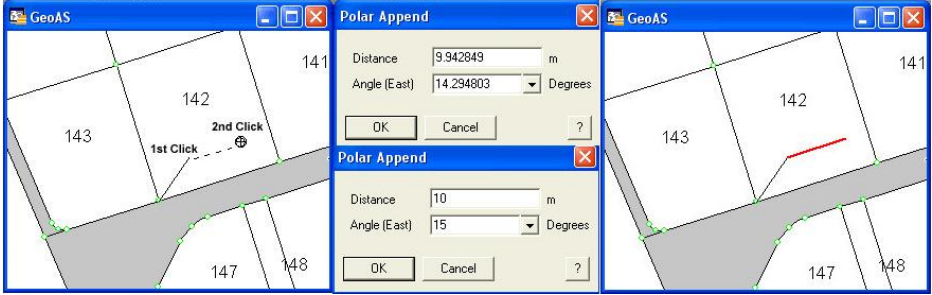 GeoAS
141
142
143
2nd Click
1st Click
147
148
Polar Append
Distance 9.942849 m
Angle (East) 14.294803 Degrees
OK Cancel ?
Polar Append
Distance 10 m
Angle (East) 15 Degrees
OK Cancel ?
GeoAS
141
142
143
147
148